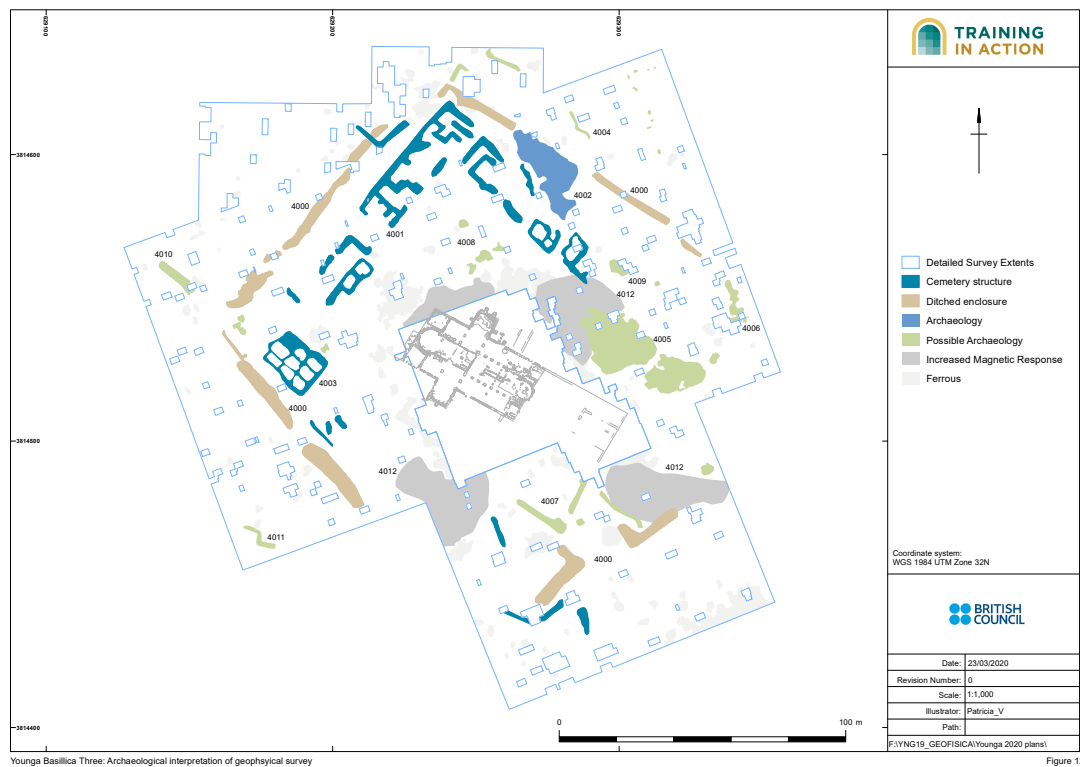 629100
629200
629300
TRAINING
IN ACTION
3814600
4004
4000
4002
4000
4001
4008
4010
4009
4012
4006
4005
4003
4000
3814500
4012
4012
4007
4011
4000
3814400
0
100 m
Detailed Survey Extents
Cemetery structure
Ditched enclosure
Archaeology
Possible Archaeology
Increased Magnetic Response
Ferrous
Coordinate system:
WGS 1984 UTM Zone 32N
BRITISH
COUNCIL
Date: 23/03/2020
Revision Number: 0
Scale: 1:1,000
Illustrator: Patricia_V
Path:
F:\YNG19_GEOFISICA\Younga 2020 plans\
Younga Basillica Three: Archaeological interpretation of geophsyical survey
Figure 1